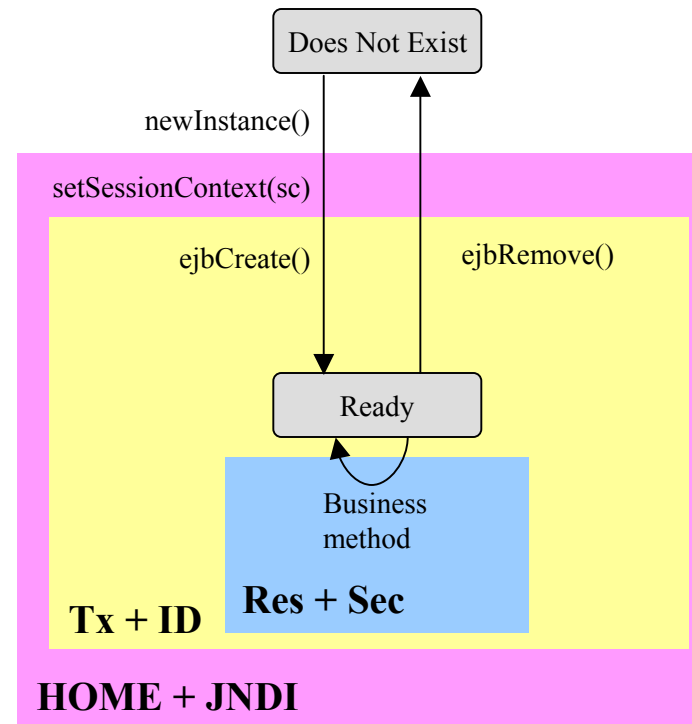 Does Not Exist
newInstance()
setSessionContext(sc)
ejbCreate()
ejbRemove()
Ready
Business
method
Res + Sec
Tx + ID
HOME + JNDI